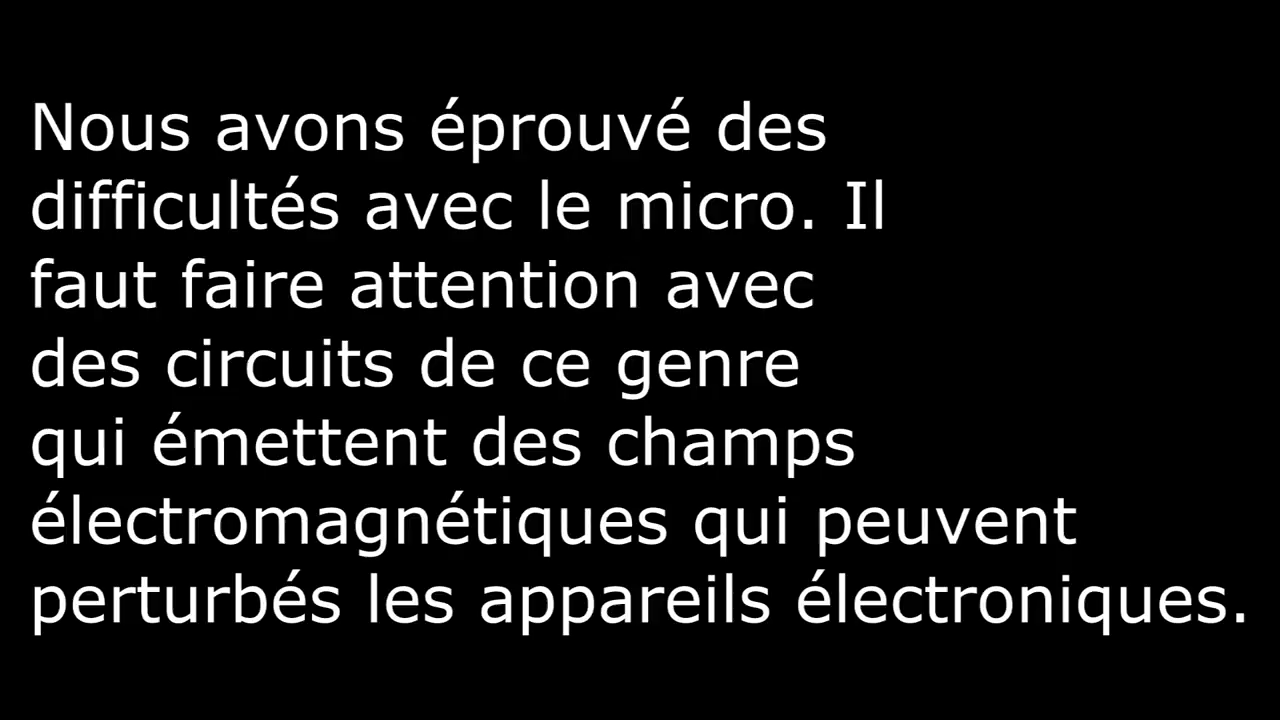 Nous avons éprouvé des
difficultés avec le micro. Il
faut faire attention avec
des circuits de ce genre
qui émettent des champs
électromagnétiques qui peuvent
perturbés les appareils électroniques.